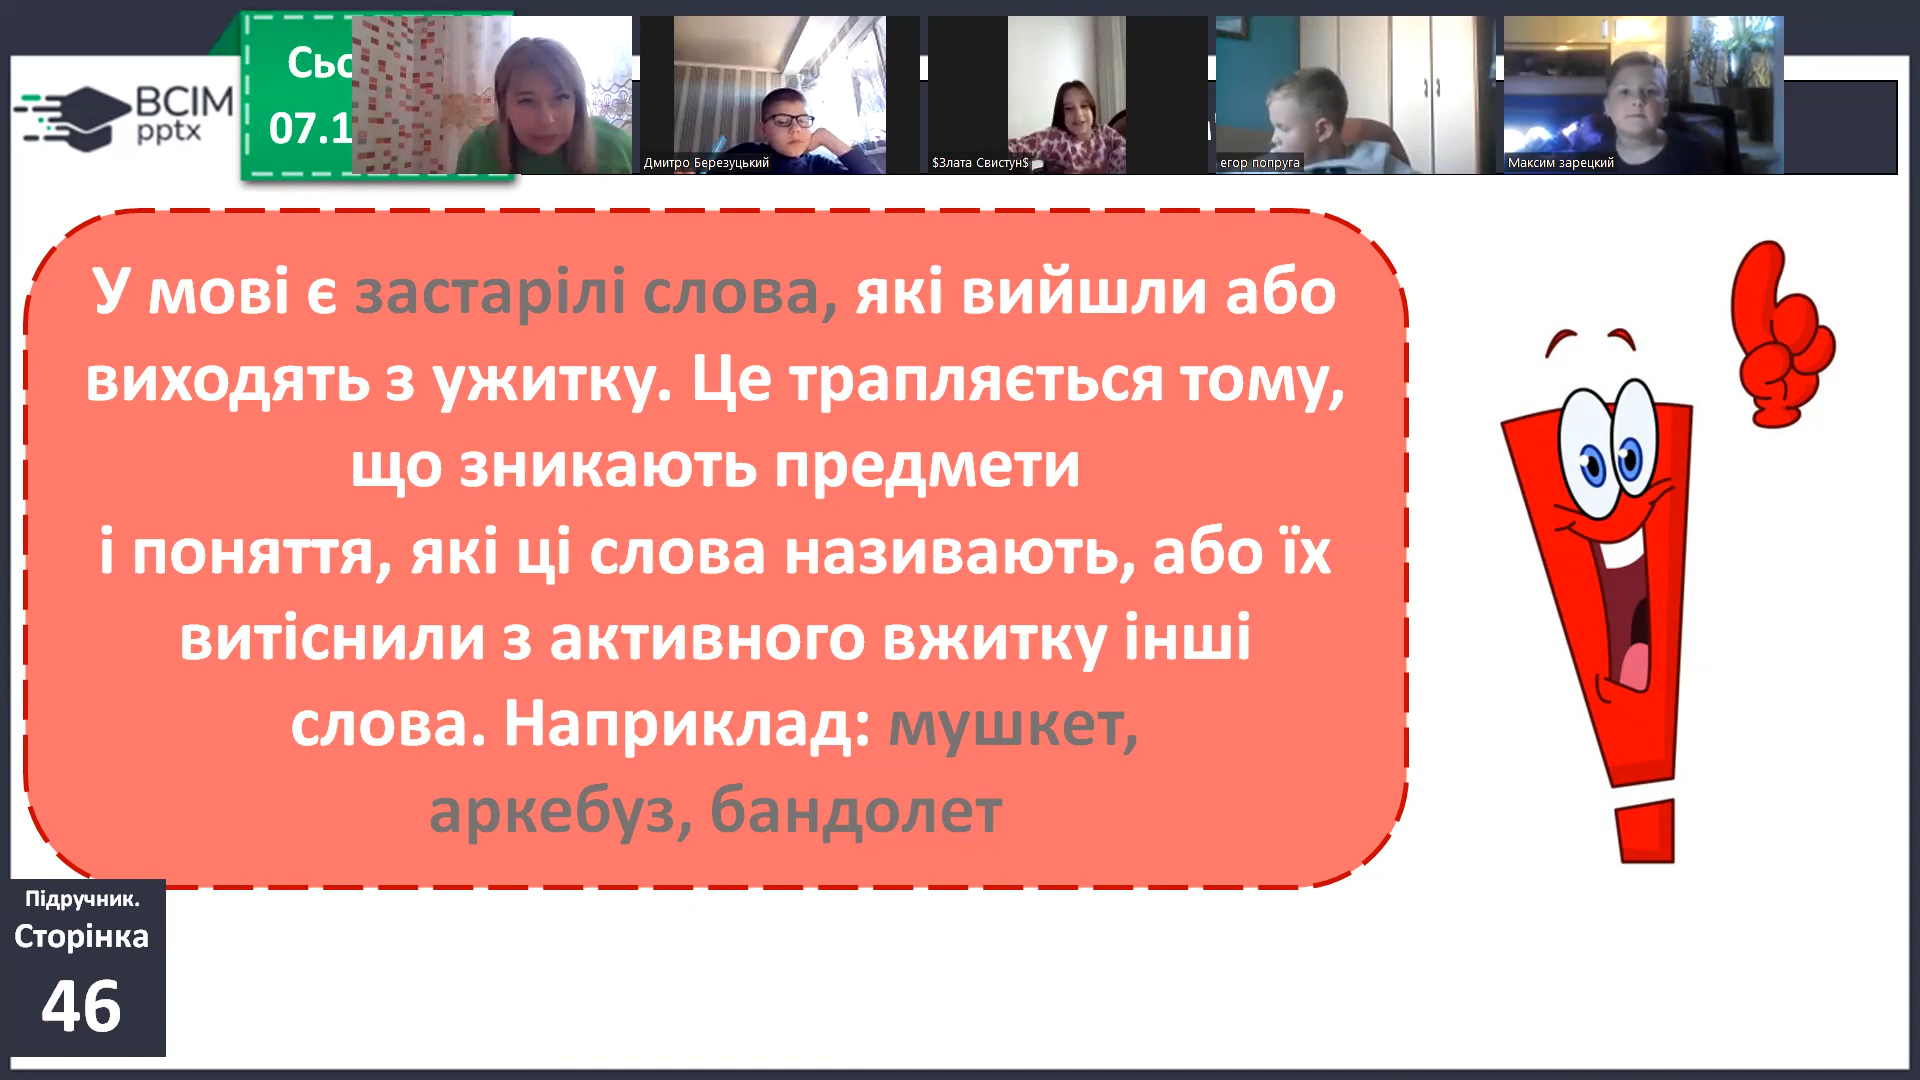 Сьо
07.1
BCIM
pptx
Дмитро Березуцький
$Злата Свистун$
егор попруга
Максим зарецкий
У мові є застарілі слова, які вийшли або
виходять з ужитку. Це трапляється тому,
що зникають предмети
і поняття, які ці слова називають, або їх
витіснили з активного вжитку інші
слова. Наприклад: мушкет,
аркебуз, бандолет
Підручник.
Сторінка
46